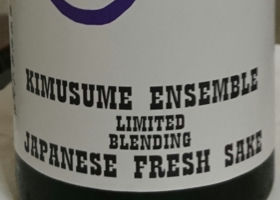 KIMUSUME ENSEMBLE
LIMITED
BLENDING
JAPANESE FRESH SAKE